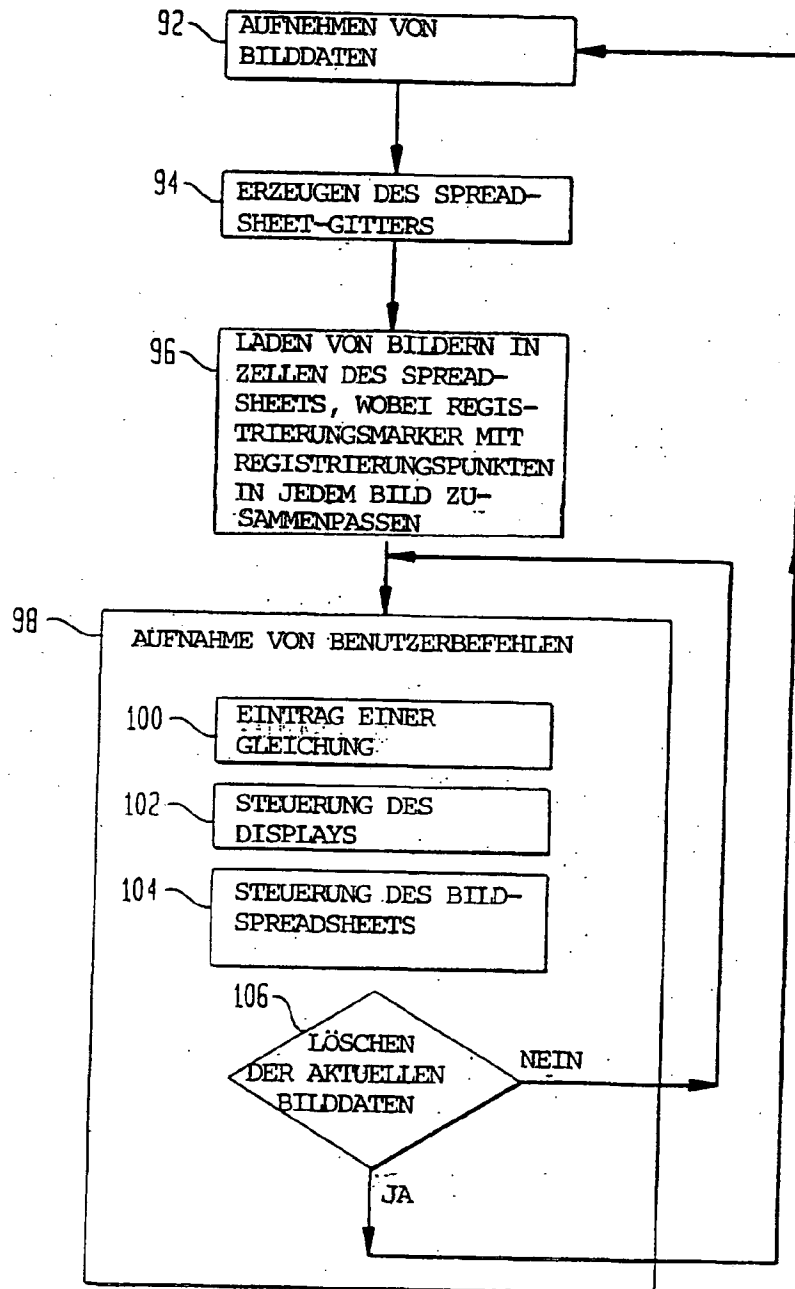 92
AUFNEHMEN VON
BILDDATEN
94
ERZEUGEN DES SPREAD-
SHEET-GITTERS
96
LADEN VON BILDERN IN
ZELLEN DES SPREAD-
SHEETS, WOBEI REGIS-
TRIERUNGSMARKER MIT
REGISTRIERUNGSPUNKTEN
IN JEDEM BILD ZU-
SAMMENPASSEN
98
AUFNAHME VON BENUTZERBEFEHLEN
100
EINTRAG EINER
GLEICHUNG
102
STEUERUNG DES
DISPLAYS
104
STEUERUNG DES BILD-
SPREADSHEETS
106
LÖSCHEN
DER AKTUELLEN
BILDDATEN
NEIN
JA